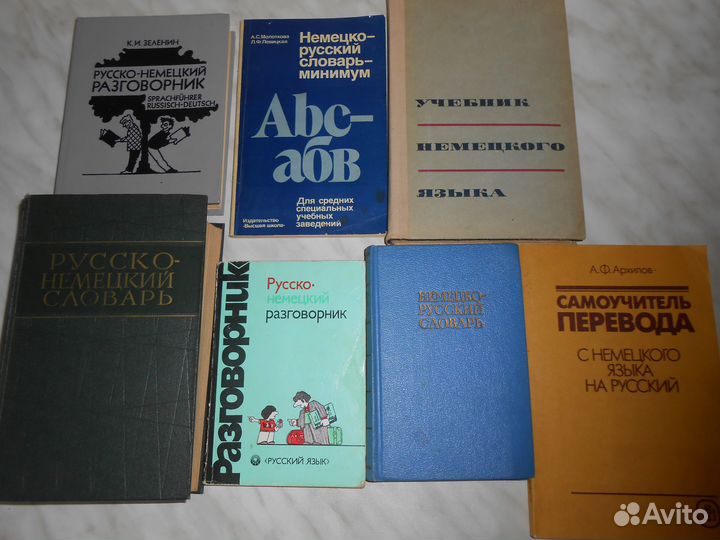 К.И. ЗЕЛЕНИН
РУССКО-НЕМЕЦКИЙ
РАЗГОВОРНИК
SPRACHFÜHRER
RUSSISCH-DEUTSCH
А.С. Молоткова
Л.Ф. Левицкая
Немецко-
русский
словарь-
минимум
Abc-
абв
Для средних
специальных
учебных
заведений
Издательство
«Высшая школа»
УЧЕБНИК
НЕМЕЦКОГО
ЯЗЫКА
РУССКО-
НЕМЕЦКИЙ
СЛОВАРЬ
Разговорник
Русско-
немецкий
разговорник
«РУССКИЙ ЯЗЫК»
НЕМЕЦКО-
РУССКИЙ
СЛОВАРЬ
А.Ф. Архипов
САМОУЧИТЕЛЬ
ПЕРЕВОДА
С НЕМЕЦКОГО
ЯЗЫКА
НА РУССКИЙ
Avito